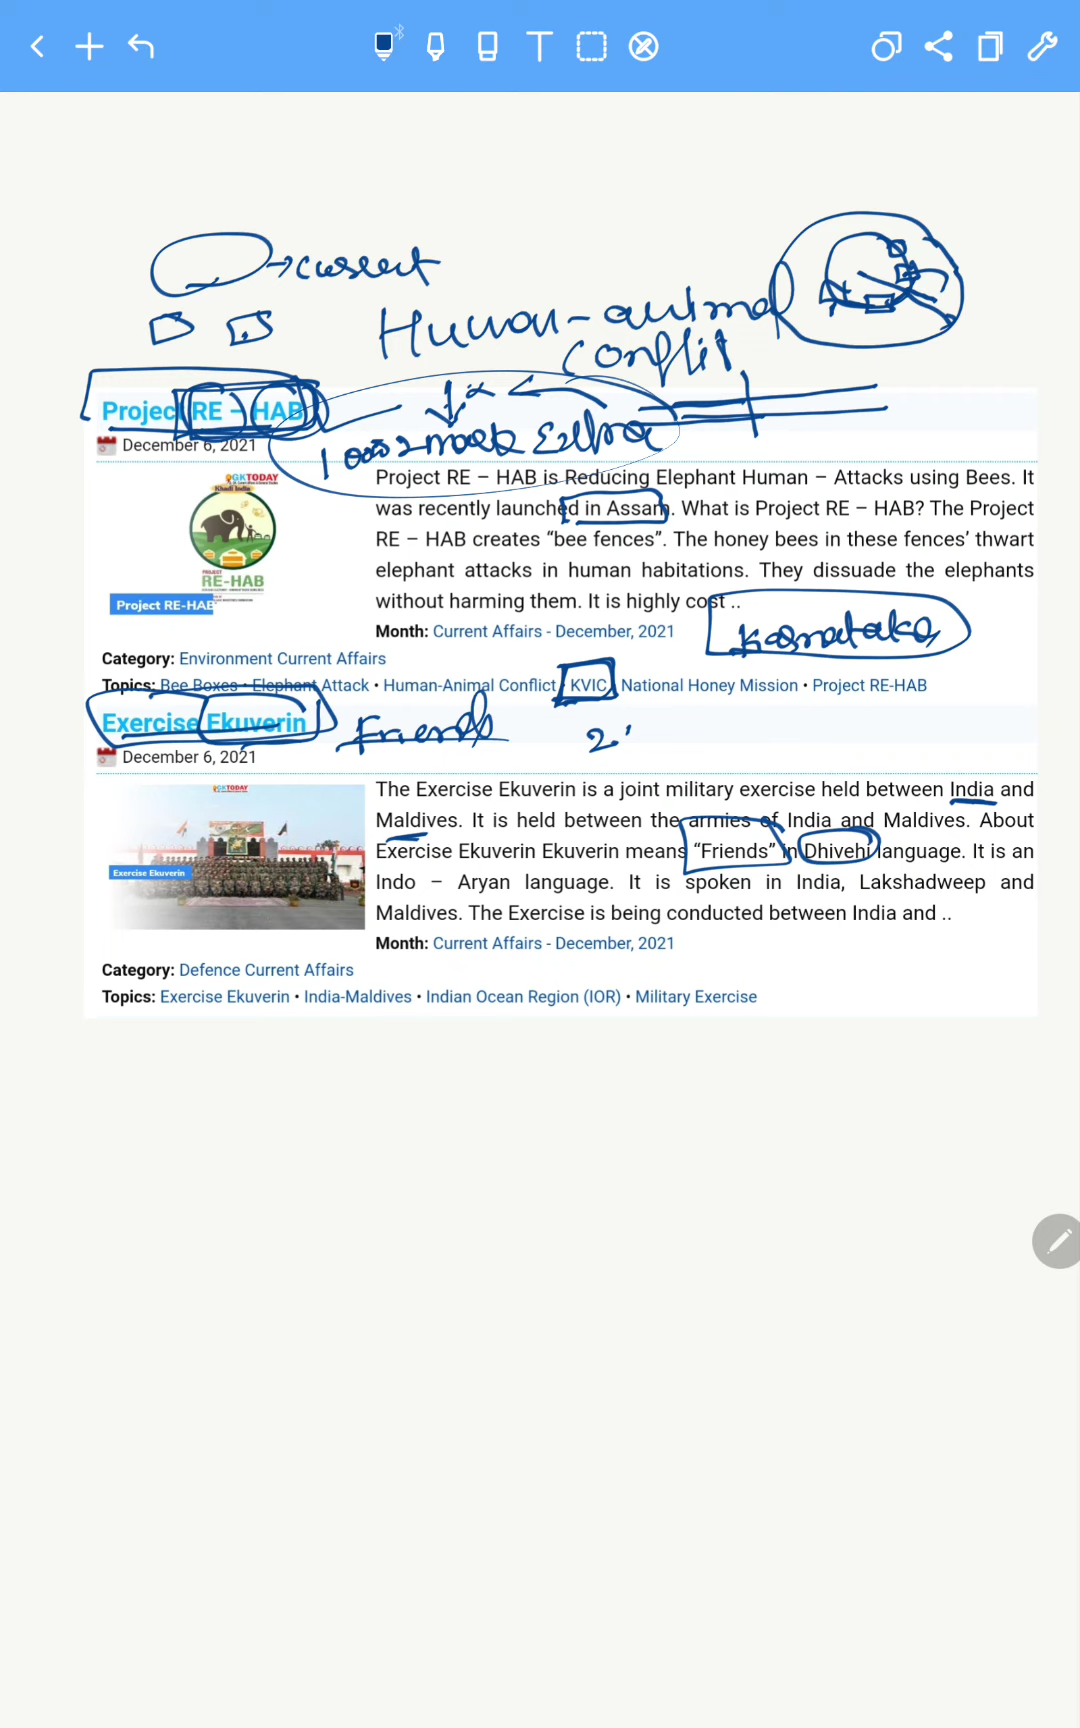 →current
Human-animal
conflit
Project RE – HAB
1 mark Extra
December 6, 2021
GKTODAY
Khadi India
PROJECT
RE-HAB
Project RE-HAB
Project RE – HAB is Reducing Elephant Human – Attacks using Bees. It
was recently launched in Assam. What is Project RE – HAB? The Project
RE – HAB creates “bee fences”. The honey bees in these fences’ thwart
elephant attacks in human habitations. They dissuade the elephants
without harming them. It is highly cost ..
Karnataka
Month: Current Affairs - December, 2021
Category: Environment Current Affairs
Topics: Bee Boxes • Elephant Attack • Human-Animal Conflict • KVIC • National Honey Mission • Project RE-HAB
Exercise Ekuverin
Friends
2'
December 6, 2021
GKTODAY
Exercise Ekuverin
The Exercise Ekuverin is a joint military exercise held between India and
Maldives. It is held between the armies of India and Maldives. About
Exercise Ekuverin Ekuverin means “Friends” in Dhivehi language. It is an
Indo – Aryan language. It is spoken in India, Lakshadweep and
Maldives. The Exercise is being conducted between India and ..
Month: Current Affairs - December, 2021
Category: Defence Current Affairs
Topics: Exercise Ekuverin • India-Maldives • Indian Ocean Region (IOR) • Military Exercise